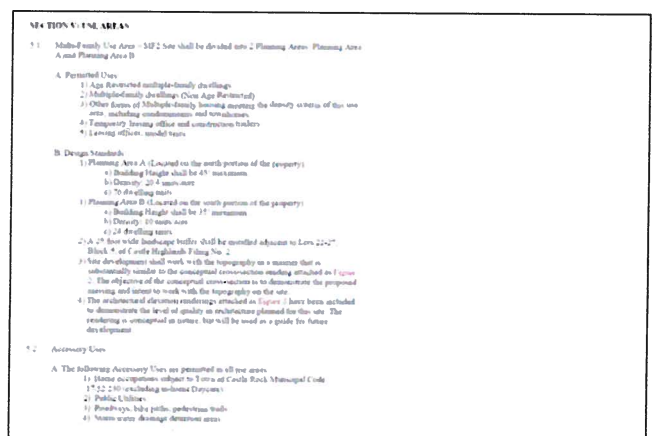 SECTION V: USE AREAS
5.1 Multi-Family Use Area – MF2 Site shall be divided into 2 Planning Areas: Planning Area
A and Planning Area B
A. Permitted Uses
1) Age Restricted multiple-family dwellings
2) Multiple-family dwellings (Non Age Restricted)
3) Other forms of Multiple-family housing meeting the density criteria of this use
area, including condominiums and townhomes
4) Temporary leasing office and construction trailers
5) Leasing offices, model units
B. Design Standards
1) Planning Area A (Located on the north portion of the property)
a) Building Height shall be 45' maximum
b) Density: 20.4 units/acre
c) 76 dwelling units
1) Planning Area B (Located on the south portion of the property)
a) Building Height shall be 35' maximum
b) Density: 10 units/acre
c) 24 dwelling units
2) A 25 foot wide landscape buffer shall be installed adjacent to Lots 22-27,
Block 5, of Castle Highlands Filing No. 2
3) Site development shall work with the topography in a manner that is
substantially similar to the conceptual cross-section attached as Figure
2. The objective of the conceptual cross-section is to demonstrate the proposed
massing and intent to work with the topography on the site.
4) The architectural elevation renderings attached as Figure 3 have been included
to demonstrate the level of quality in architecture planned for this site. The
rendering is conceptual in nature, but will be used as a guide for future
development
5.2 Accessory Uses
A. The following Accessory Uses are permitted in all use areas
1) Home occupations subject to Town of Castle Rock Municipal Code
17.52.230 (excluding in-home Daycare)
2) Public Utilities
3) Roadways, bike paths, pedestrian trails
4) Storm water drainage detention areas